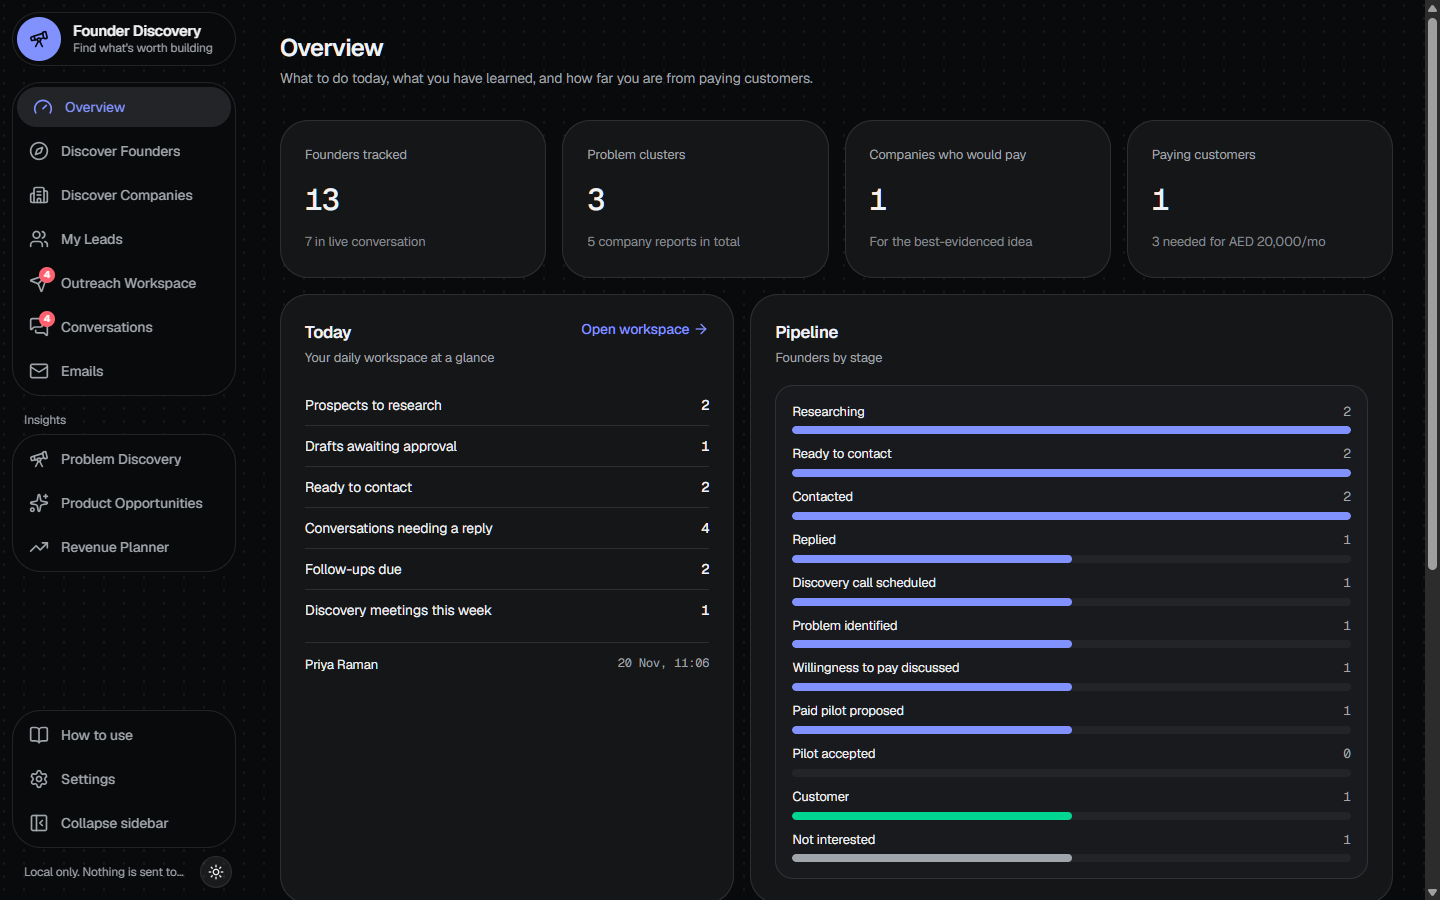 Founder Discovery
Find what's worth building
Overview
Discover Founders
Discover Companies
My Leads
4
Outreach Workspace
4
Conversations
Emails
Insights
Problem Discovery
Product Opportunities
Revenue Planner
How to use
Settings
Collapse sidebar
Local only. Nothing is sent to...
Overview
What to do today, what you have learned, and how far you are from paying customers.
Founders tracked
13
7 in live conversation
Problem clusters
3
5 company reports in total
Companies who would pay
1
For the best-evidenced idea
Paying customers
1
3 needed for AED 20,000/mo
Today
Open workspace →
Your daily workspace at a glance
Prospects to research 2
Drafts awaiting approval 1
Ready to contact 2
Conversations needing a reply 4
Follow-ups due 2
Discovery meetings this week 1
Priya Raman 20 Nov, 11:06
Pipeline
Founders by stage
Researching 2
Ready to contact 2
Contacted 2
Replied 1
Discovery call scheduled 1
Problem identified 1
Willingness to pay discussed 1
Paid pilot proposed 1
Pilot accepted 0
Customer 1
Not interested 1